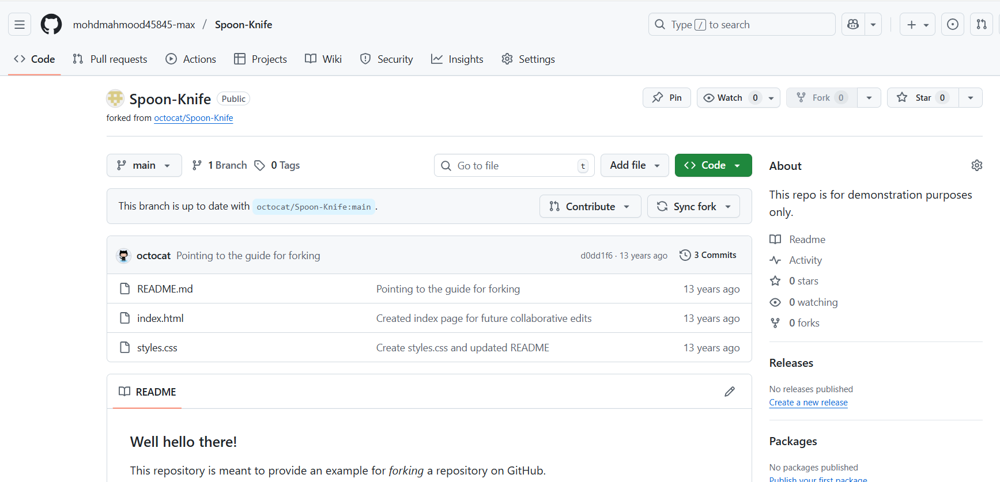 mohdmahmood45845-max / Spoon-Knife
Type / to search
Code Pull requests Actions Projects Wiki Security Insights Settings
Spoon-Knife Public
Pin Watch 0 Fork 0 Star 0
forked from octocat/Spoon-Knife
main 1 Branch 0 Tags Go to file t Add file Code
This branch is up to date with octocat/Spoon-Knife:main. Contribute Sync fork
octocat Pointing to the guide for forking d0dd1f6 · 13 years ago 3 Commits
README.md Pointing to the guide for forking 13 years ago
index.html Created index page for future collaborative edits 13 years ago
styles.css Create styles.css and updated README 13 years ago
README
Well hello there!
This repository is meant to provide an example for forking a repository on GitHub.
About
This repo is for demonstration purposes
only.
Readme
Activity
0 stars
0 watching
0 forks
Releases
No releases published
Create a new release
Packages
No packages published
Publish your first package